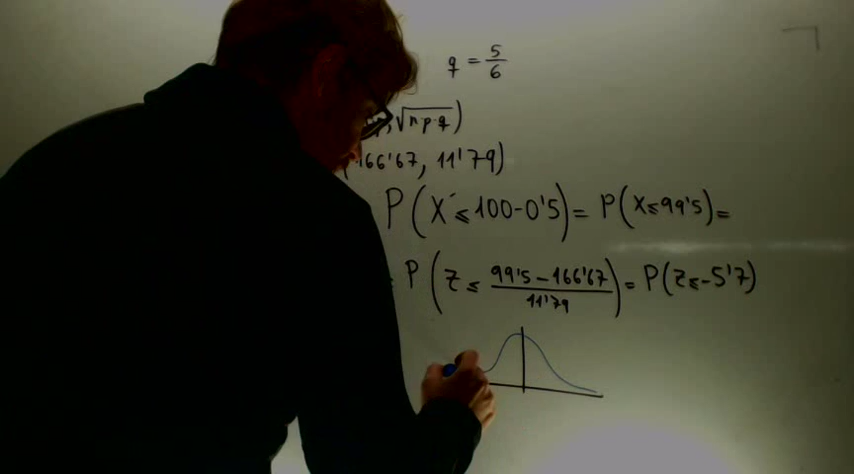 q = 5/6
, √npq)
166'67, 11'79)
P(X' ≤ 100-0'5) = P(X ≤ 99'5) =
P(Z ≤ (99'5 - 166'67)/11'79) = P(Z ≤ -5'7)